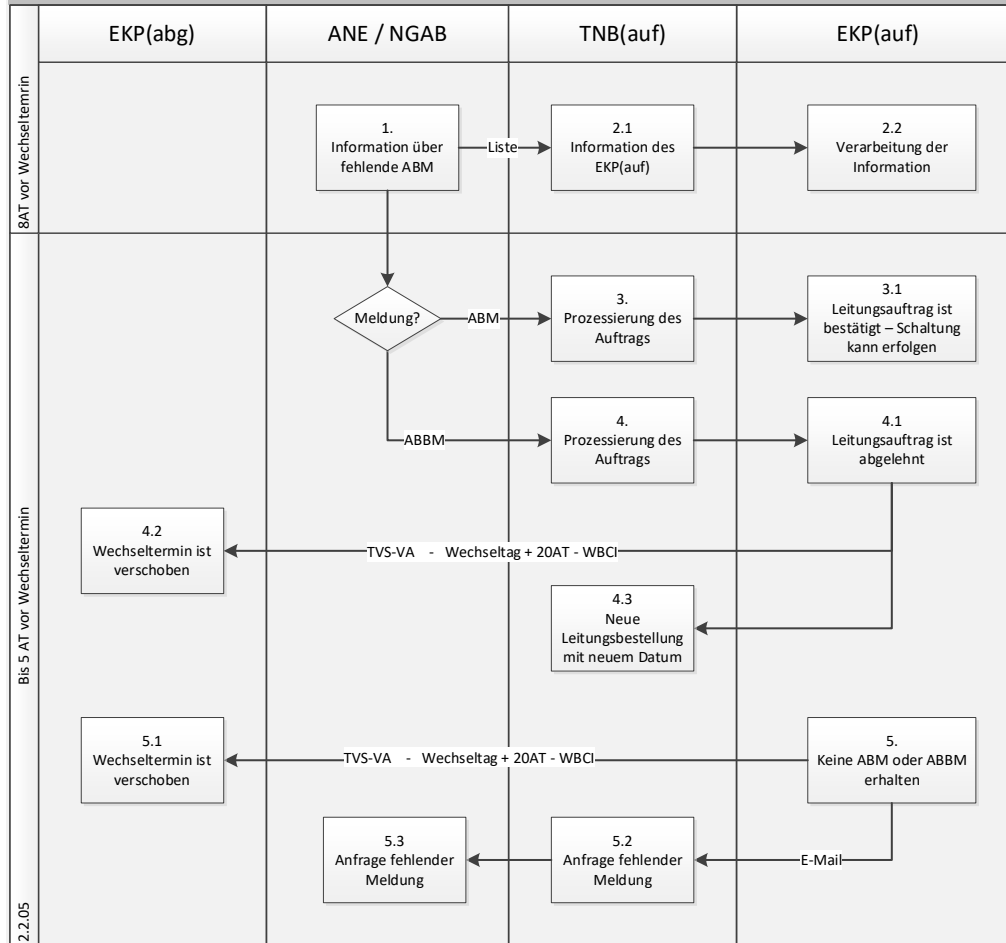 EKP(abg)
ANE / NGAB
TNB(auf)
EKP(auf)
8AT vor Wechseltemrin
1.
Information über
fehlende ABM
Liste
2.1
Information des
EKP(auf)
2.2
Verarbeitung der
Information
Bis 5 AT vor Wechseltermin
Meldung?
ABM
3.
Prozessierung des
Auftrags
3.1
Leitungsauftrag ist
bestätigt – Schaltung
kann erfolgen
ABBM
4.
Prozessierung des
Auftrags
4.1
Leitungsauftrag ist
abgelehnt
4.2
Wechseltermin ist
verschoben
TVS-VA - Wechseltag + 20AT - WBCI
4.3
Neue
Leitungsbestellung
mit neuem Datum
5.1
Wechseltermin ist
verschoben
TVS-VA - Wechseltag + 20AT - WBCI
5.
Keine ABM oder ABBM
erhalten
5.3
Anfrage fehlender
Meldung
5.2
Anfrage fehlender
Meldung
E-Mail
2.2.05